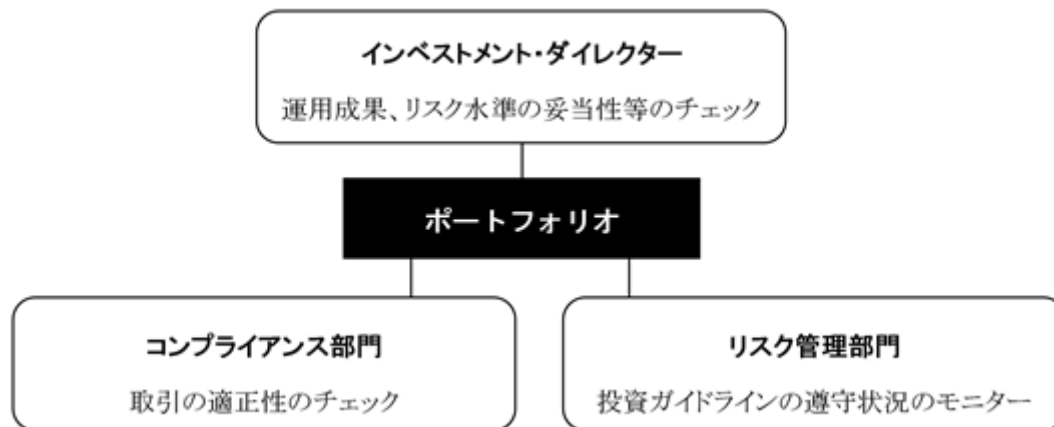 インベストメント・ダイレクター
運用成果、リスク水準の妥当性等のチェック
ポートフォリオ
コンプライアンス部門
取引の適正性のチェック
リスク管理部門
投資ガイドラインの遵守状況のモニター